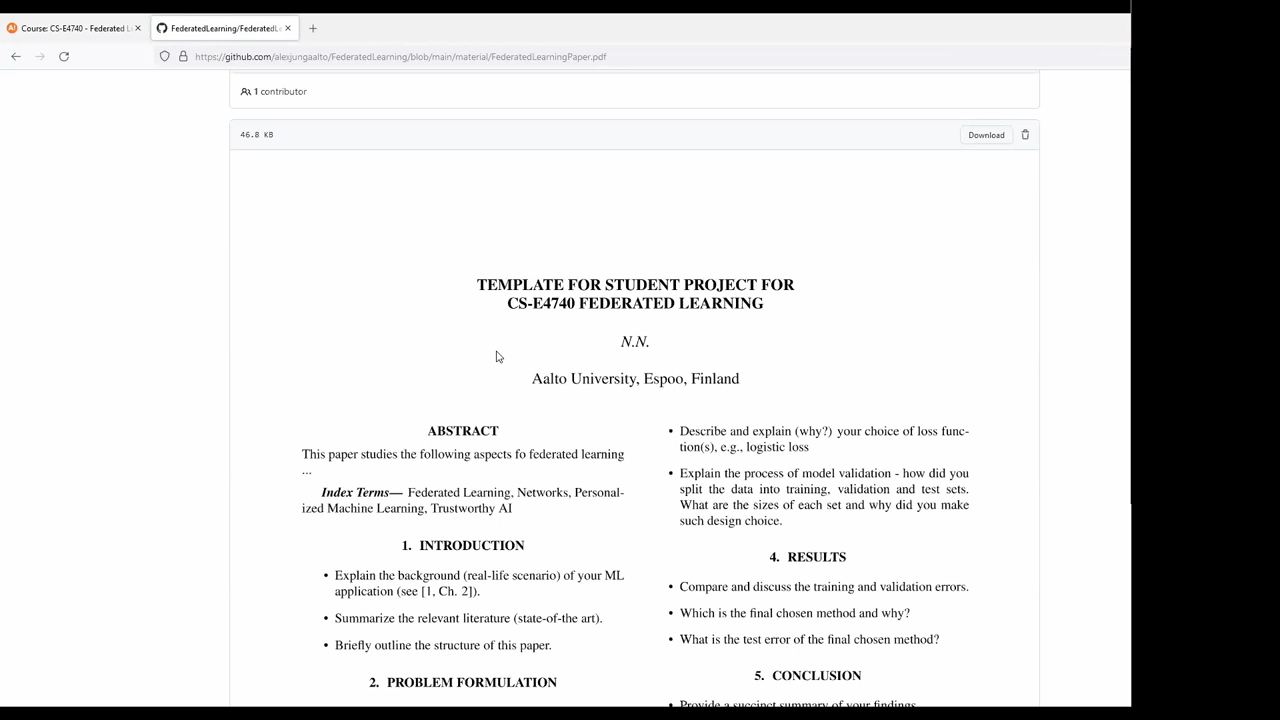 Course: CS-E4740 - Federated L
FederatedLearning/FederatedLe
https://github.com/alexjungaalto/FederatedLearning/blob/main/material/FederatedLearningPaper.pdf
1 contributor
46.8 KB
Download
TEMPLATE FOR STUDENT PROJECT FOR
CS-E4740 FEDERATED LEARNING
N.N.
Aalto University, Espoo, Finland
ABSTRACT
This paper studies the following aspects fo federated learning
...
Index Terms— Federated Learning, Networks, Personal-
ized Machine Learning, Trustworthy AI
1. INTRODUCTION
• Explain the background (real-life scenario) of your ML
application (see [1, Ch. 2]).
• Summarize the relevant literature (state-of-the art).
• Briefly outline the structure of this paper.
2. PROBLEM FORMULATION
• Describe and explain (why?) your choice of loss func-
tion(s), e.g., logistic loss
• Explain the process of model validation - how did you
split the data into training, validation and test sets.
What are the sizes of each set and why did you make
such design choice.
4. RESULTS
• Compare and discuss the training and validation errors.
• Which is the final chosen method and why?
• What is the test error of the final chosen method?
5. CONCLUSION
• Provide a succinct summary of your findings